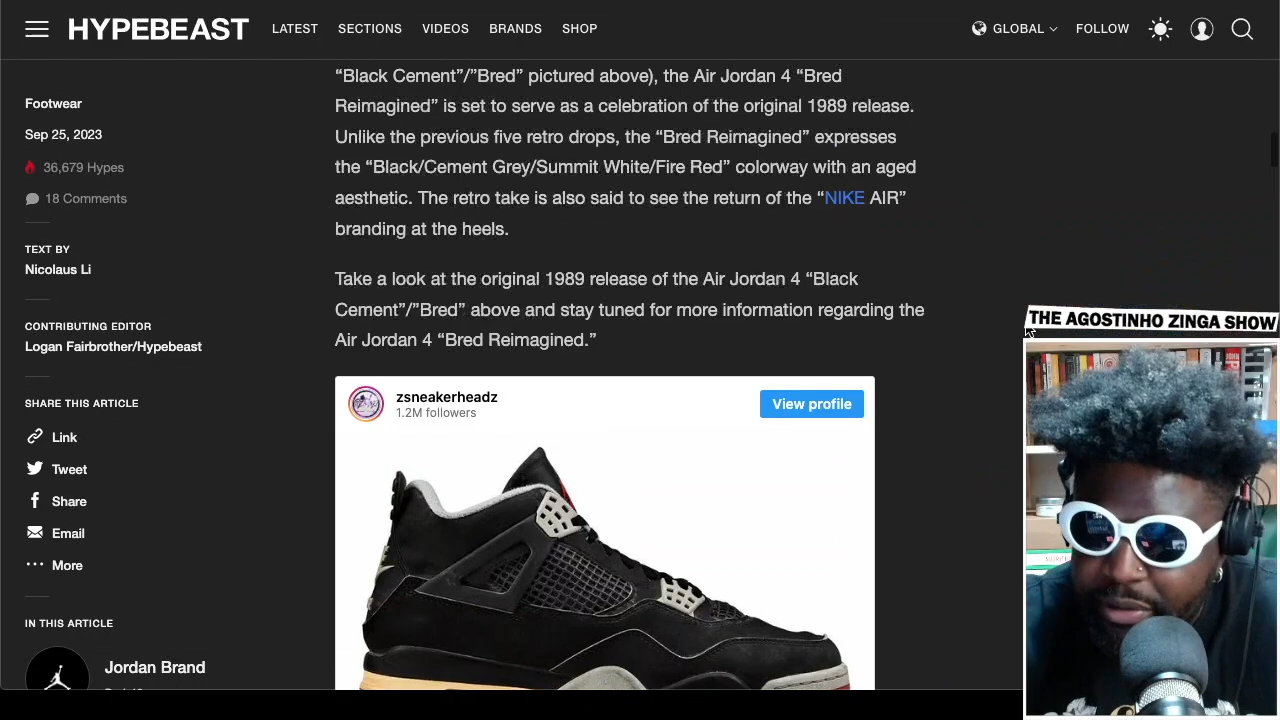 HYPEBEAST
LATEST
SECTIONS
VIDEOS
BRANDS
SHOP
GLOBAL
FOLLOW
Footwear
Sep 25, 2023
36,679 Hypes
18 Comments
TEXT BY
Nicolaus Li
CONTRIBUTING EDITOR
Logan Fairbrother/Hypebeast
SHARE THIS ARTICLE
Link
Tweet
Share
Email
More
IN THIS ARTICLE
Jordan Brand
“Black Cement”/”Bred” pictured above), the Air Jordan 4 “Bred
Reimagined” is set to serve as a celebration of the original 1989 release.
Unlike the previous five retro drops, the “Bred Reimagined” expresses
the “Black/Cement Grey/Summit White/Fire Red” colorway with an aged
aesthetic. The retro take is also said to see the return of the “NIKE AIR”
branding at the heels.
Take a look at the original 1989 release of the Air Jordan 4 “Black
Cement”/”Bred” above and stay tuned for more information regarding the
Air Jordan 4 “Bred Reimagined.”
zsneakerheadz
1.2M followers
View profile
THE AGOSTINHO ZINGA SHOW